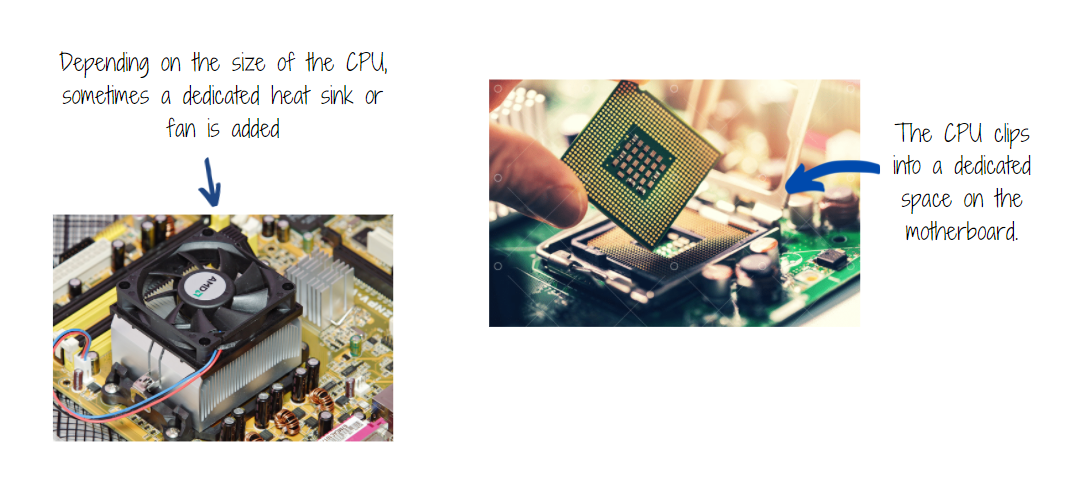 Depending on the size of the CPU,
sometimes a dedicated heat sink or
fan is added
The CPU clips
into a dedicated
space on the
motherboard.
AMD